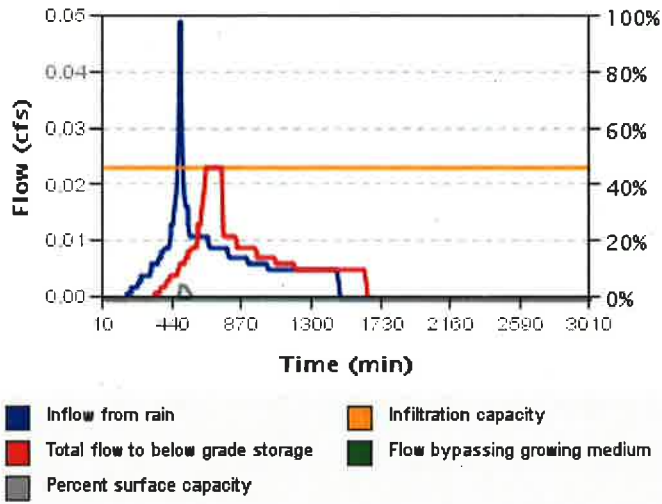 0.05
100%
0.04
80%
0.03
60%
0.02
40%
0.01
20%
0.00
0%
Flow (cfs)
10 440 870 1300 1730 2160 2590 3010
Time (min)
Inflow from rain
Infiltration capacity
Total flow to below grade storage
Flow bypassing growing medium
Percent surface capacity